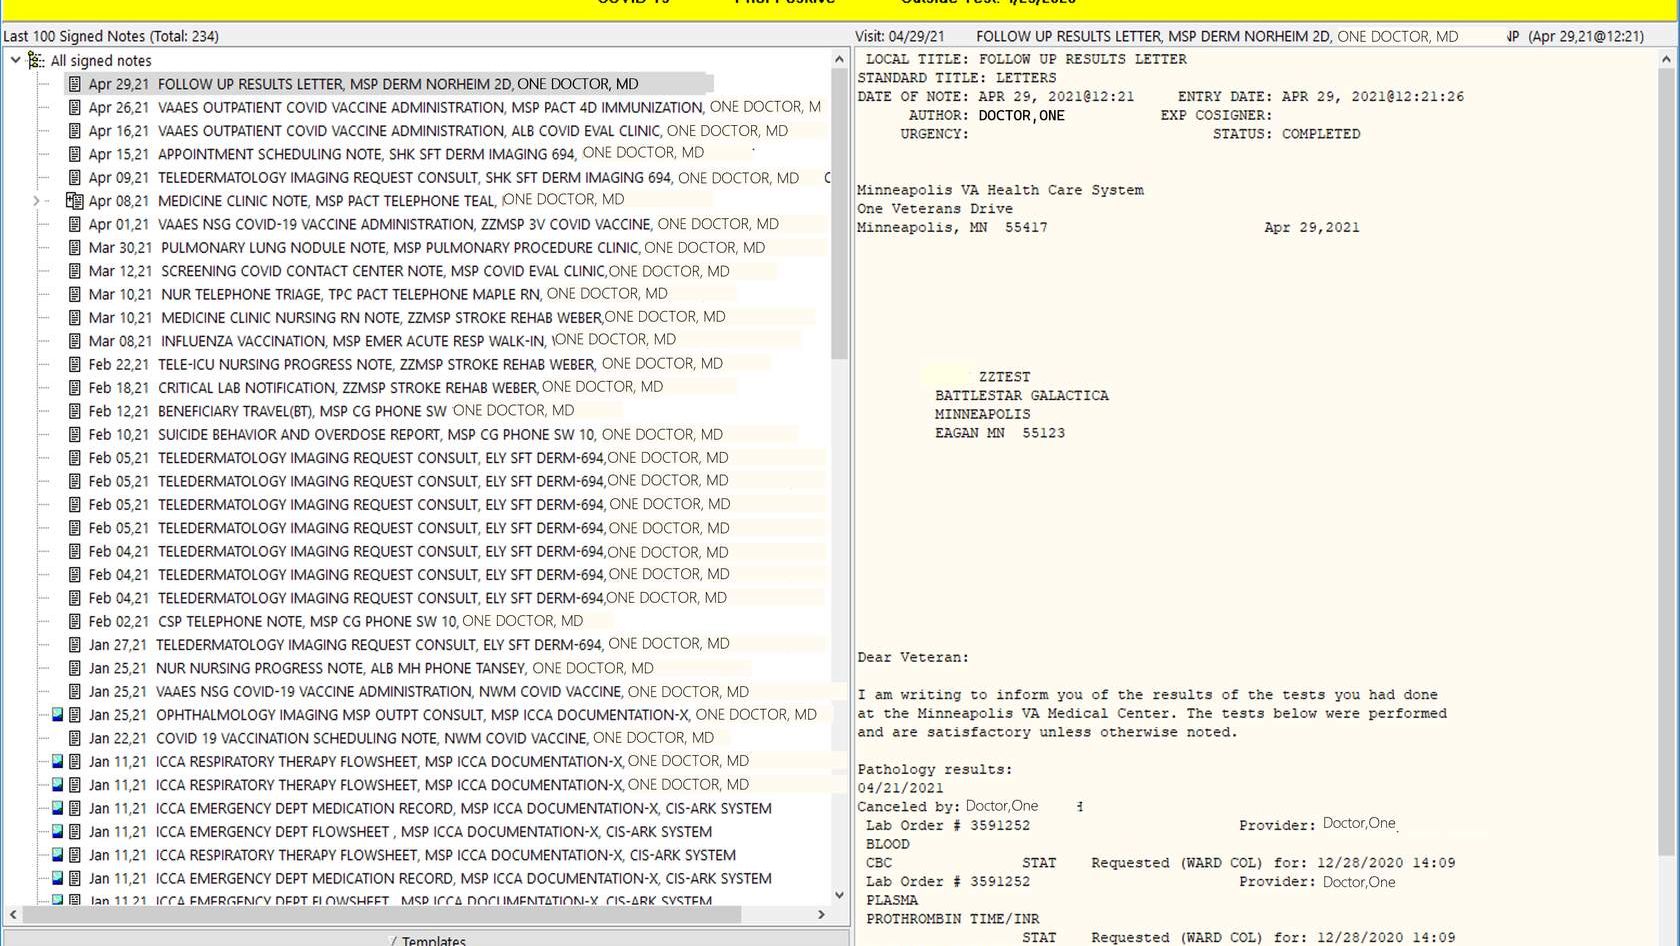 Last 100 Signed Notes (Total: 234)
All signed notes
Apr 29,21 FOLLOW UP RESULTS LETTER, MSP DERM NORHEIM 2D, ONE DOCTOR, MD
Apr 26,21 VAAES OUTPATIENT COVID VACCINE ADMINISTRATION, MSP PACT 4D IMMUNIZATION, ONE DOCTOR, M
Apr 16,21 VAAES OUTPATIENT COVID VACCINE ADMINISTRATION, ALB COVID EVAL CLINIC, ONE DOCTOR, MD
Apr 15,21 APPOINTMENT SCHEDULING NOTE, SHK SFT DERM IMAGING 694, ONE DOCTOR, MD
Apr 09,21 TELEDERMATOLOGY IMAGING REQUEST CONSULT, SHK SFT DERM IMAGING 694, ONE DOCTOR, MD
Apr 08,21 MEDICINE CLINIC NOTE, MSP PACT TELEPHONE TEAL, ONE DOCTOR, MD
Apr 01,21 VAAES NSG COVID-19 VACCINE ADMINISTRATION, ZZMSP 3V COVID VACCINE, ONE DOCTOR, MD
Mar 30,21 PULMONARY LUNG NODULE NOTE, MSP PULMONARY PROCEDURE CLINIC, ONE DOCTOR, MD
Mar 12,21 SCREENING COVID CONTACT CENTER NOTE, MSP COVID EVAL CLINIC,ONE DOCTOR, MD
Mar 10,21 NUR TELEPHONE TRIAGE, TPC PACT TELEPHONE MAPLE RN, ONE DOCTOR, MD
Mar 10,21 MEDICINE CLINIC NURSING RN NOTE, ZZMSP STROKE REHAB WEBER,ONE DOCTOR, MD
Mar 08,21 INFLUENZA VACCINATION, MSP EMER ACUTE RESP WALK-IN, ONE DOCTOR, MD
Feb 22,21 TELE-ICU NURSING PROGRESS NOTE, ZZMSP STROKE REHAB WEBER, ONE DOCTOR, MD
Feb 18,21 CRITICAL LAB NOTIFICATION, ZZMSP STROKE REHAB WEBER, ONE DOCTOR, MD
Feb 12,21 BENEFICIARY TRAVEL(BT), MSP CG PHONE SW ONE DOCTOR, MD
Feb 10,21 SUICIDE BEHAVIOR AND OVERDOSE REPORT, MSP CG PHONE SW 10, ONE DOCTOR, MD
Feb 05,21 TELEDERMATOLOGY IMAGING REQUEST CONSULT, ELY SFT DERM-694,ONE DOCTOR, MD
Feb 05,21 TELEDERMATOLOGY IMAGING REQUEST CONSULT, ELY SFT DERM-694,ONE DOCTOR, MD
Feb 05,21 TELEDERMATOLOGY IMAGING REQUEST CONSULT, ELY SFT DERM-694,ONE DOCTOR, MD
Feb 05,21 TELEDERMATOLOGY IMAGING REQUEST CONSULT, ELY SFT DERM-694,ONE DOCTOR, MD
Feb 04,21 TELEDERMATOLOGY IMAGING REQUEST CONSULT, ELY SFT DERM-694,ONE DOCTOR, MD
Feb 04,21 TELEDERMATOLOGY IMAGING REQUEST CONSULT, ELY SFT DERM-694,ONE DOCTOR, MD
Feb 04,21 TELEDERMATOLOGY IMAGING REQUEST CONSULT, ELY SFT DERM-694,ONE DOCTOR, MD
Feb 02,21 CSP TELEPHONE NOTE, MSP CG PHONE SW 10, ONE DOCTOR, MD
Jan 27,21 TELEDERMATOLOGY IMAGING REQUEST CONSULT, ELY SFT DERM-694, ONE DOCTOR, MD
Jan 25,21 NUR NURSING PROGRESS NOTE, ALB MH PHONE TANSEY, ONE DOCTOR, MD
Jan 25,21 VAAES NSG COVID-19 VACCINE ADMINISTRATION, NWM COVID VACCINE, ONE DOCTOR, MD
Jan 25,21 OPHTHALMOLOGY IMAGING MSP OUTPT CONSULT, MSP ICCA DOCUMENTATION-X, ONE DOCTOR, MD
Jan 22,21 COVID 19 VACCINATION SCHEDULING NOTE, NWM COVID VACCINE, ONE DOCTOR, MD
Jan 11,21 ICCA RESPIRATORY THERAPY FLOWSHEET, MSP ICCA DOCUMENTATION-X, ONE DOCTOR, MD
Jan 11,21 ICCA RESPIRATORY THERAPY FLOWSHEET, MSP ICCA DOCUMENTATION-X, ONE DOCTOR, MD
Jan 11,21 ICCA EMERGENCY DEPT MEDICATION RECORD, MSP ICCA DOCUMENTATION-X, CIS-ARK SYSTEM
Jan 11,21 ICCA EMERGENCY DEPT FLOWSHEET , MSP ICCA DOCUMENTATION-X, CIS-ARK SYSTEM
Jan 11,21 ICCA RESPIRATORY THERAPY FLOWSHEET, MSP ICCA DOCUMENTATION-X, CIS-ARK SYSTEM
Jan 11,21 ICCA EMERGENCY DEPT MEDICATION RECORD, MSP ICCA DOCUMENTATION-X, CIS-ARK SYSTEM
Jan 11,21 ICCA EMERGENCY DEPT FLOWSHEET , MSP ICCA DOCUMENTATION-X, CIS-ARK SYSTEM
/ Templates
Visit: 04/29/21 FOLLOW UP RESULTS LETTER, MSP DERM NORHEIM 2D, ONE DOCTOR, MD NP (Apr 29,21@12:21)
LOCAL TITLE: FOLLOW UP RESULTS LETTER
STANDARD TITLE: LETTERS
DATE OF NOTE: APR 29, 2021@12:21 ENTRY DATE: APR 29, 2021@12:21:26
AUTHOR: DOCTOR,ONE EXP COSIGNER:
URGENCY: STATUS: COMPLETED
Minneapolis VA Health Care System
One Veterans Drive
Minneapolis, MN 55417 Apr 29,2021
ZZTEST
BATTLESTAR GALACTICA
MINNEAPOLIS
EAGAN MN 55123
Dear Veteran:
I am writing to inform you of the results of the tests you had done
at the Minneapolis VA Medical Center. The tests below were performed
and are satisfactory unless otherwise noted.
Pathology results:
04/21/2021
Canceled by: Doctor,One
Lab Order # 3591252 Provider: Doctor,One
BLOOD
CBC STAT Requested (WARD COL) for: 12/28/2020 14:09
Lab Order # 3591252 Provider: Doctor,One
PLASMA
PROTHROMBIN TIME/INR
STAT Requested (WARD COL) for: 12/28/2020 14:09